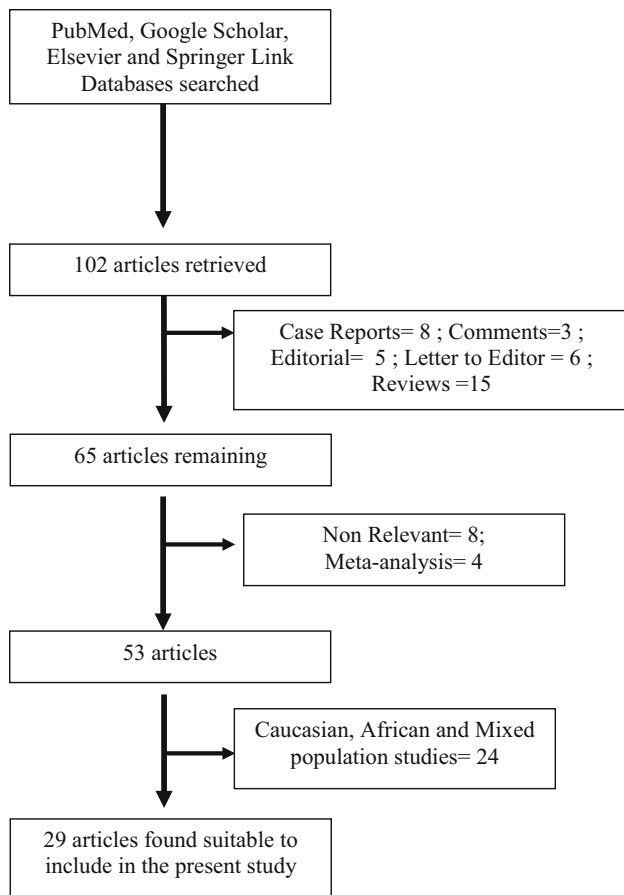 PubMed, Google Scholar,
Elsevier and Springer Link
Databases searched
102 articles retrieved
Case Reports= 8 ; Comments=3 ;
Editorial=  5 ; Letter to Editor = 6 ;
Reviews =15
65 articles remaining
Non Relevant= 8;
Meta-analysis= 4
53 articles
Caucasian, African and Mixed
population studies= 24
29 articles found suitable to
include in the present study